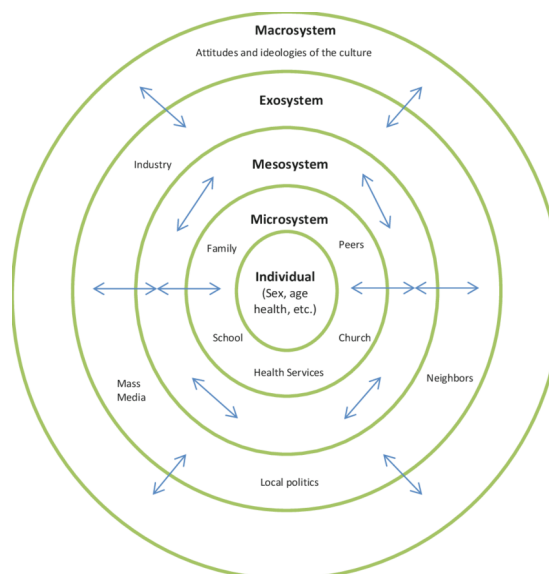 Macrosystem
Attitudes and ideologies of the culture
Exosystem
Industry
Mesosystem
Microsystem
Family
Peers
Individual
(Sex, age
health, etc.)
School
Church
Health Services
Mass
Media
Neighbors
Local politics